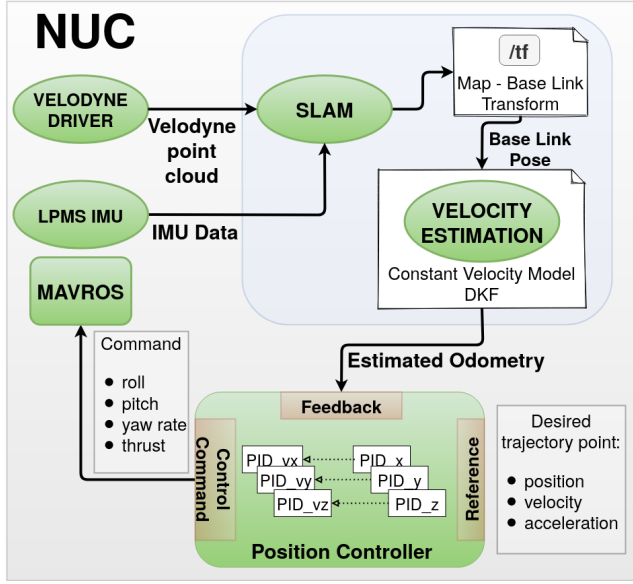 NUC
VELODYNE
DRIVER
Velodyne
point
cloud
SLAM
/tf
Map - Base Link
Transform
Base Link
Pose
LPMS IMU
IMU Data
VELOCITY
ESTIMATION
Constant Velocity Model
DKF
MAVROS
Command
● roll
● pitch
● yaw rate
● thrust
Estimated Odometry
Feedback
Control
Command
PID_vx
PID_x
PID_vy
PID_y
PID_vz
PID_z
Reference
Position Controller
Desired
trajectory point:
● position
● velocity
● acceleration